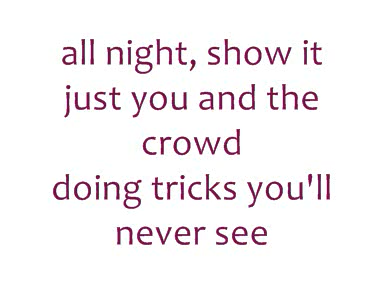 all night, show it
just you and the
crowd
doing tricks you'll
never see